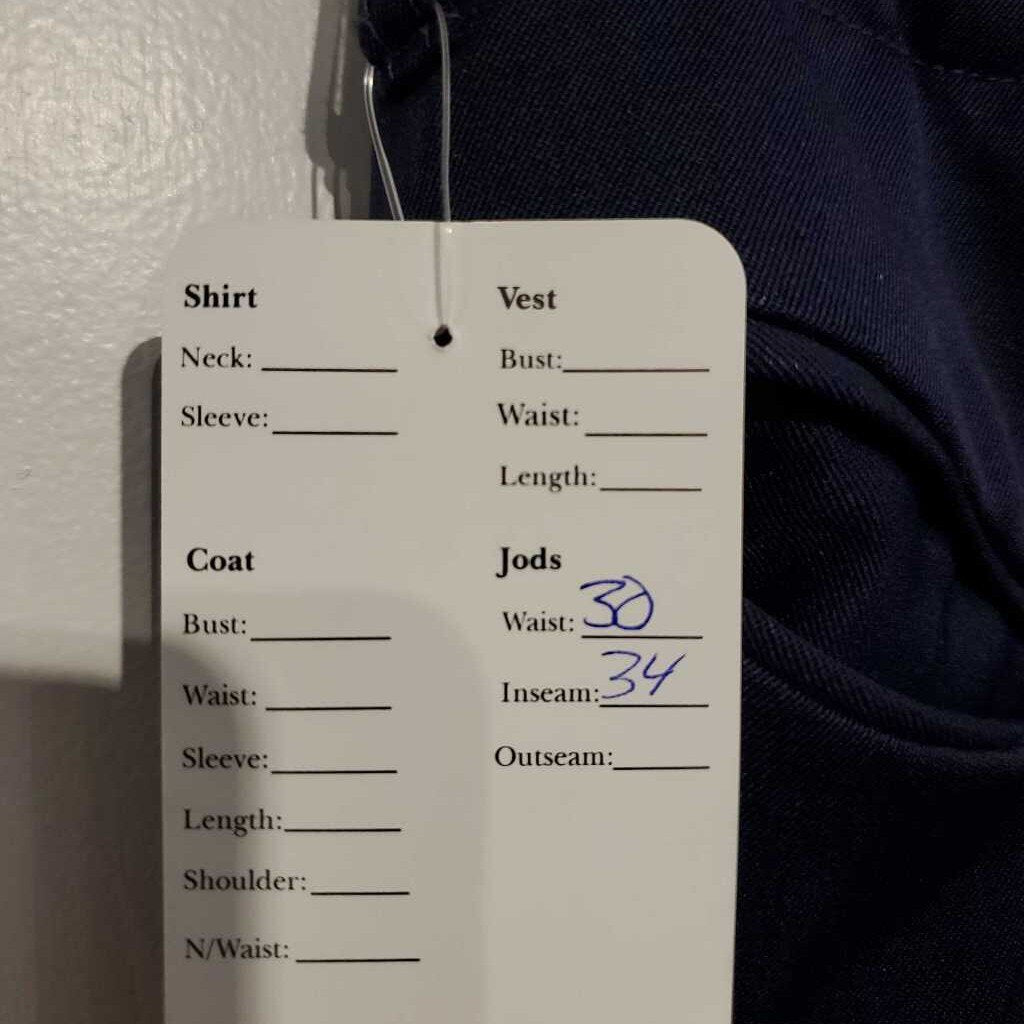 Shirt
Neck:
Sleeve:
Vest
Bust:
Waist:
Length:
Coat
Bust:
Waist:
Sleeve:
Length:
Shoulder:
N/Waist:
Jods
Waist: 30
Inseam: 34
Outseam: